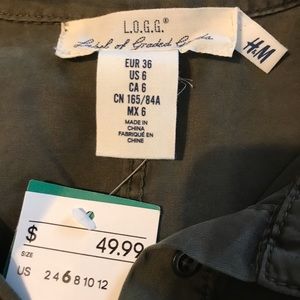 L.O.G.G.®
Label of Graded Goods
H&M
EUR 36
US 6
CA 6
CN 165/84A
MX 6
MADE IN
CHINA
FABRIQUÉ EN
CHINE
$ 49.99
SIZE
US 2 4 6 8 10 12